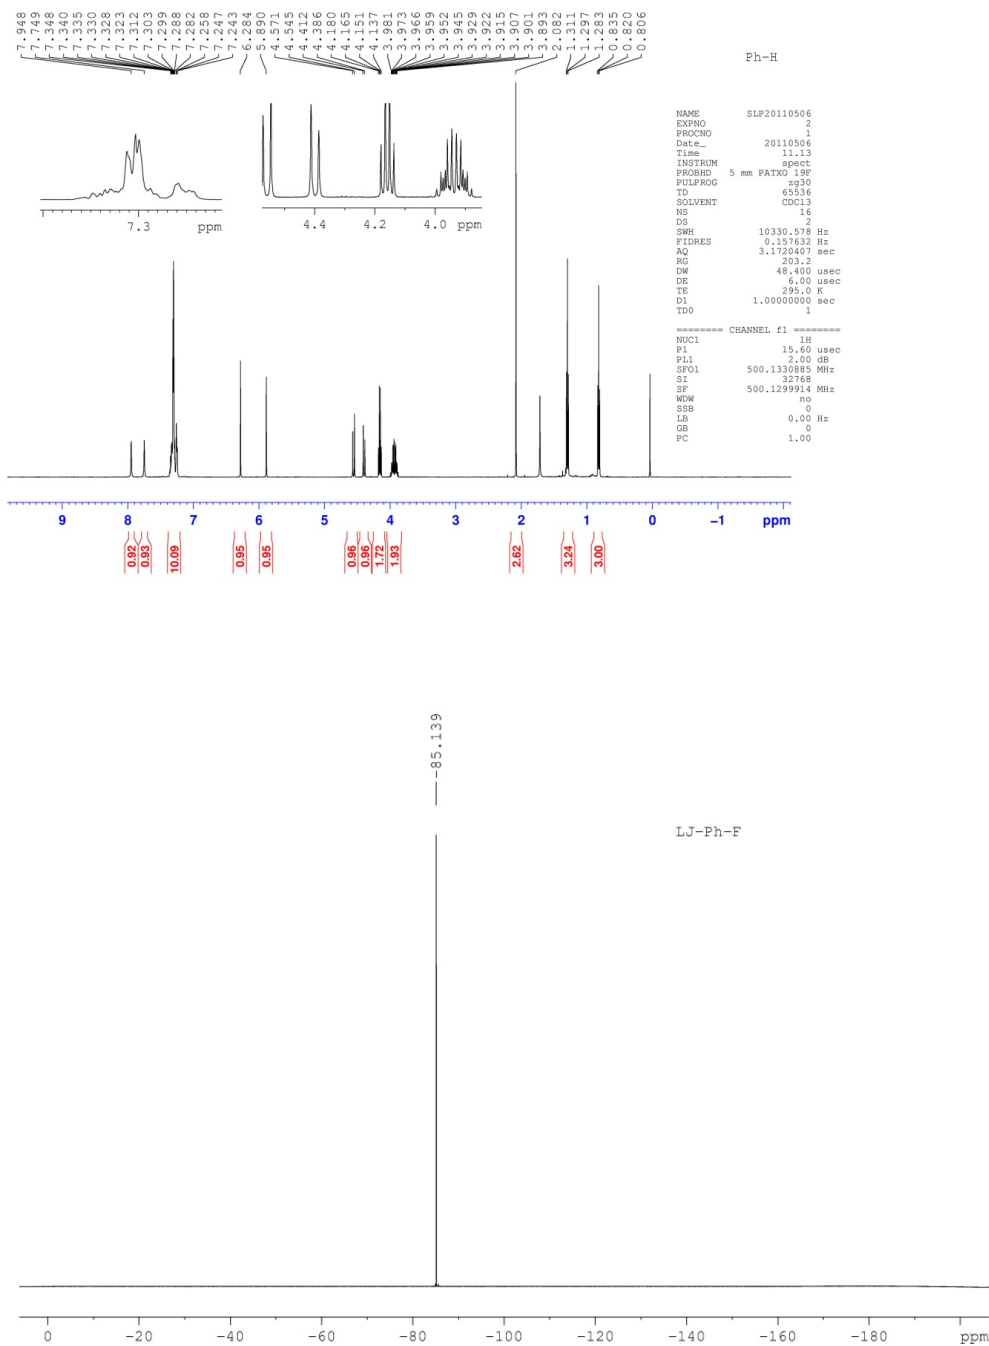 7.948
7.749
7.348
7.340
7.335
7.330
7.328
7.323
7.312
7.303
7.299
7.288
7.282
7.258
7.247
7.243
6.284
5.890
4.571
4.545
4.412
4.386
4.180
4.165
4.151
4.137
3.981
3.973
3.966
3.959
3.952
3.945
3.929
3.922
3.915
3.907
3.901
3.893
2.082
1.311
1.297
1.283
0.835
0.820
0.806
Ph-H
NAME SLP20110506
EXPNO 2
PROCNO 1
Date_ 20110506
Time 11.13
INSTRUM spect
PROBHD 5 mm PATXO 19F
PULPROG zg30
TD 65536
SOLVENT CDCl3
NS 16
DS 2
SWH 10330.578 Hz
FIDRES 0.157632 Hz
AQ 3.1720407 sec
RG 203.2
DW 48.400 usec
DE 6.00 usec
TE 295.0 K
D1 1.00000000 sec
TD0 1
======== CHANNEL f1 ========
NUC1 1H
P1 15.60 usec
PL1 2.00 dB
SFO1 500.1330885 MHz
SI 32768
SF 500.1299914 MHz
WDW no
SSB 0
LB 0.00 Hz
GB 0
PC 1.00
7.3 ppm
4.4 4.2 4.0 ppm
9 8 7 6 5 4 3 2 1 0 -1 ppm
0.92
0.93
10.09
0.95
0.95
0.96
0.96
1.72
1.93
2.62
3.24
3.00
-85.139
LJ-Ph-F
0 -20 -40 -60 -80 -100 -120 -140 -160 -180 ppm